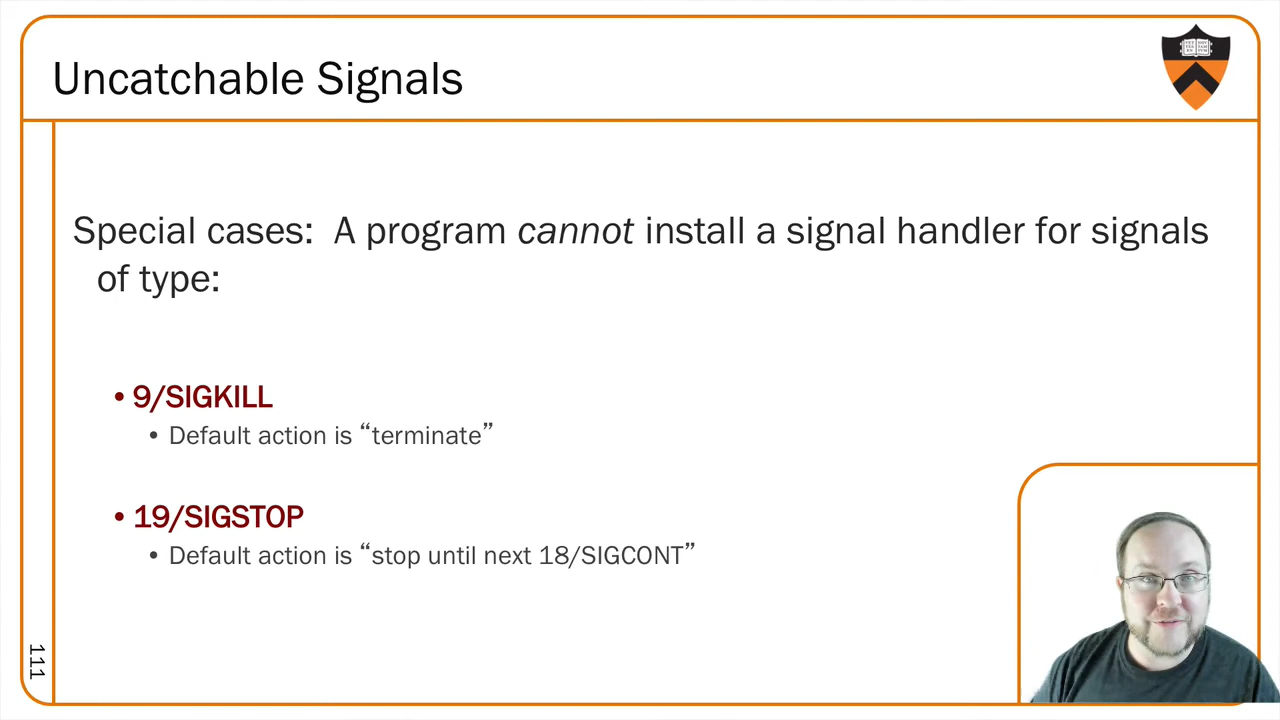 Uncatchable Signals
Special cases:  A program cannot install a signal handler for signals
of type:
• 9/SIGKILL
• Default action is “terminate”
• 19/SIGSTOP
• Default action is “stop until next 18/SIGCONT”
111